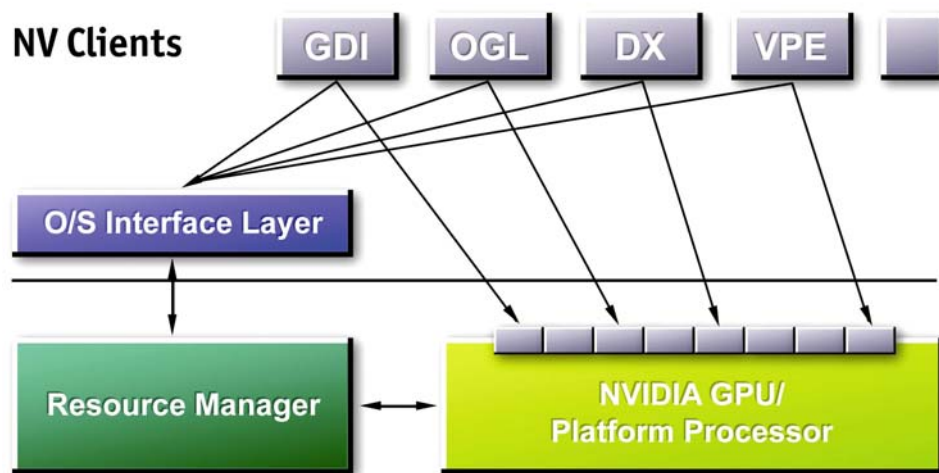 NV Clients
GDI
OGL
DX
VPE
O/S Interface Layer
Resource Manager
NVIDIA GPU/
Platform Processor